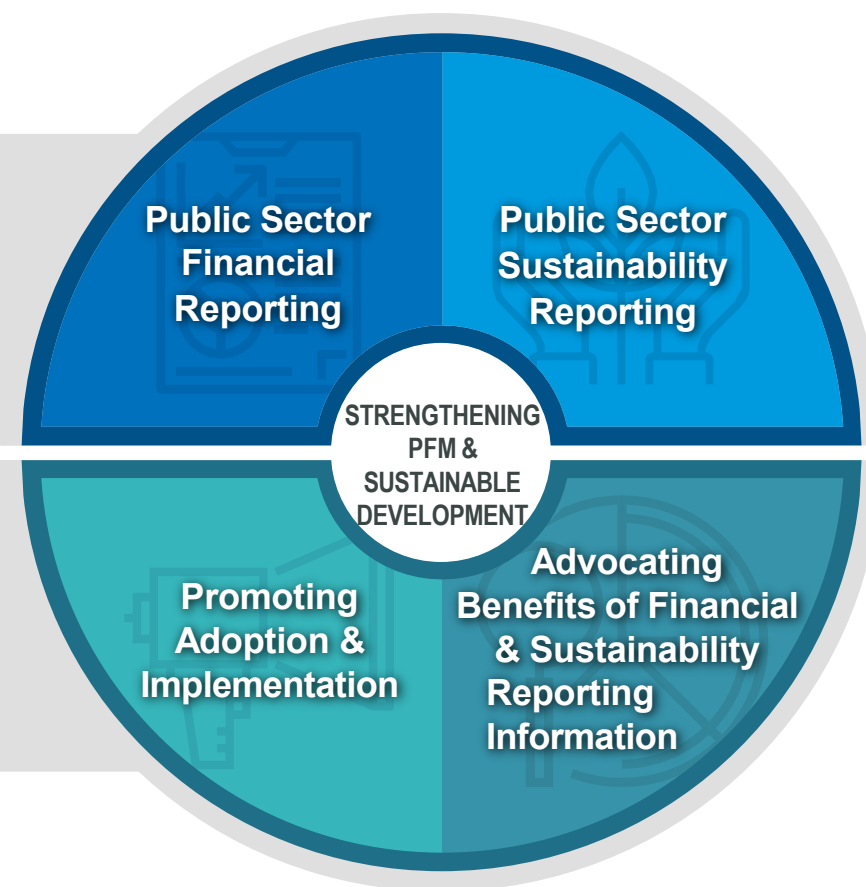 Public Sector
Financial
Reporting
Public Sector
Sustainability
Reporting
STRENGTHENING
PFM &
SUSTAINABLE
DEVELOPMENT
Promoting
Adoption &
Implementation
Advocating
Benefits of Financial
& Sustainability
Reporting
Information